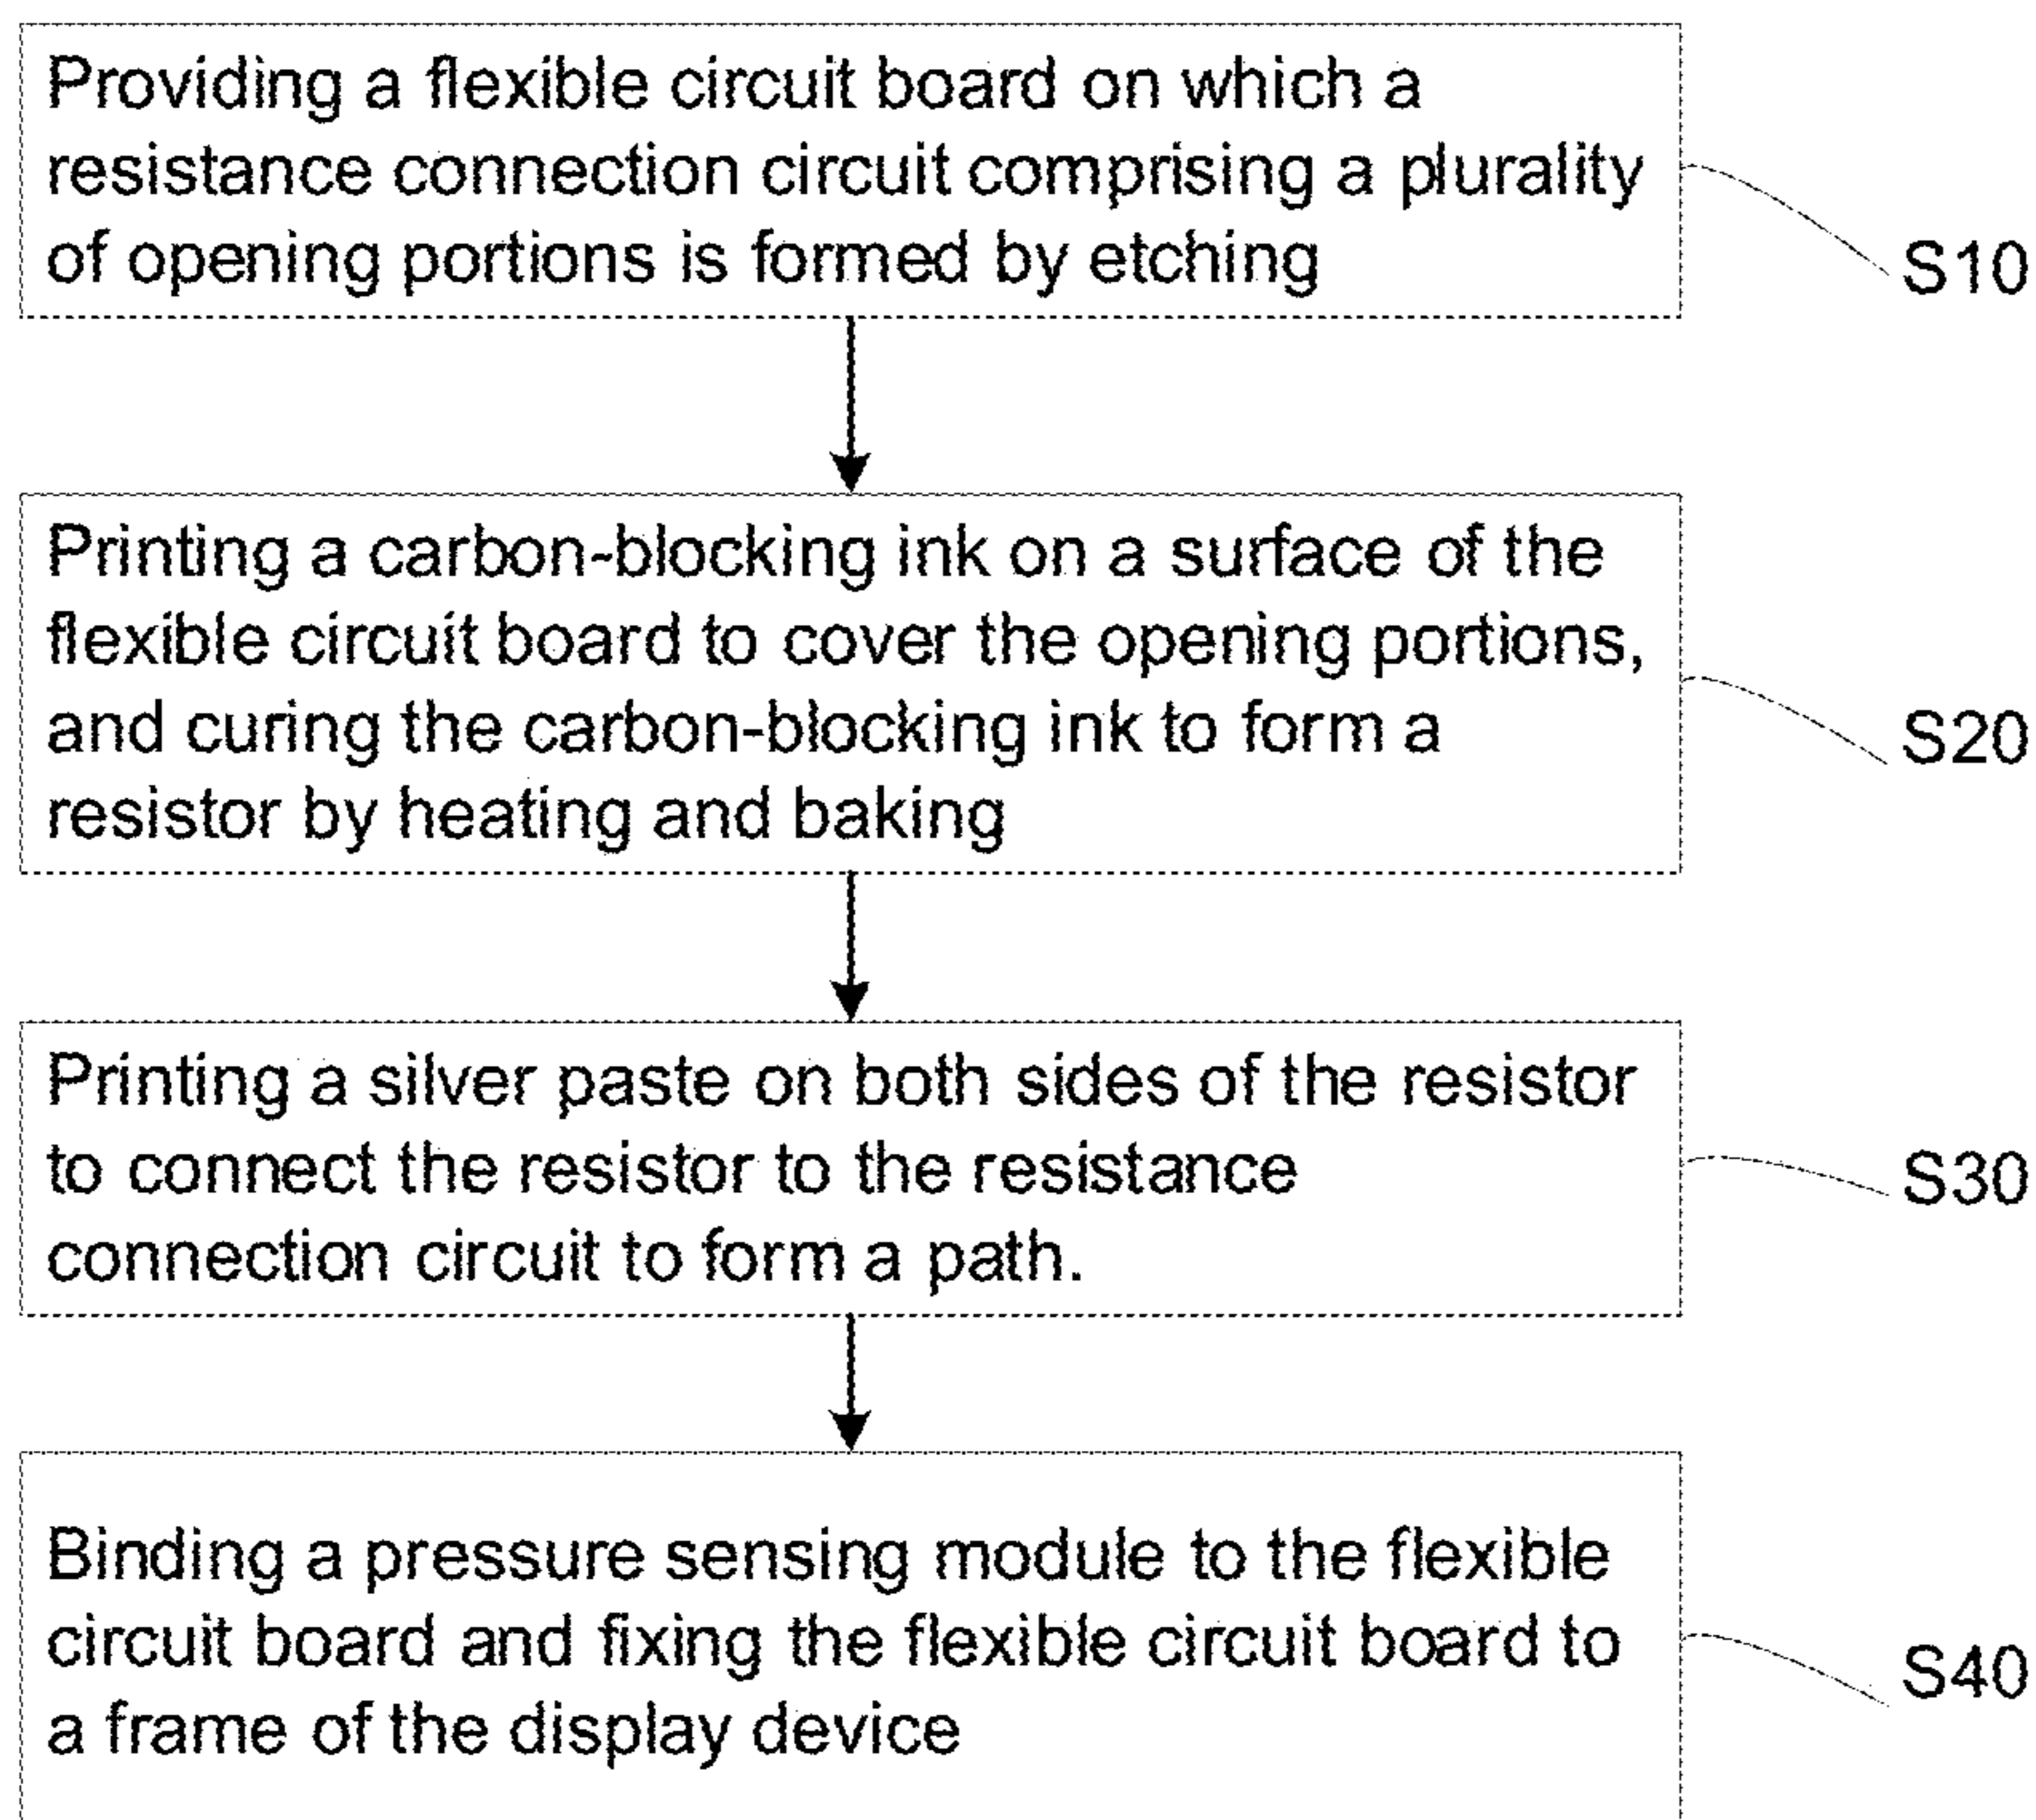 Providing a flexible circuit board on which a
resistance connection circuit comprising a plurality
of opening portions is formed by etching
S10
Printing a carbon-blocking ink on a surface of the
flexible circuit board to cover the opening portions,
and curing the carbon-blocking ink to form a
resistor by heating and baking
S20
Printing a silver paste on both sides of the resistor
to connect the resistor to the resistance
connection circuit to form a path.
S30
Binding a pressure sensing module to the flexible
circuit board and fixing the flexible circuit board to
a frame of the display device
S40